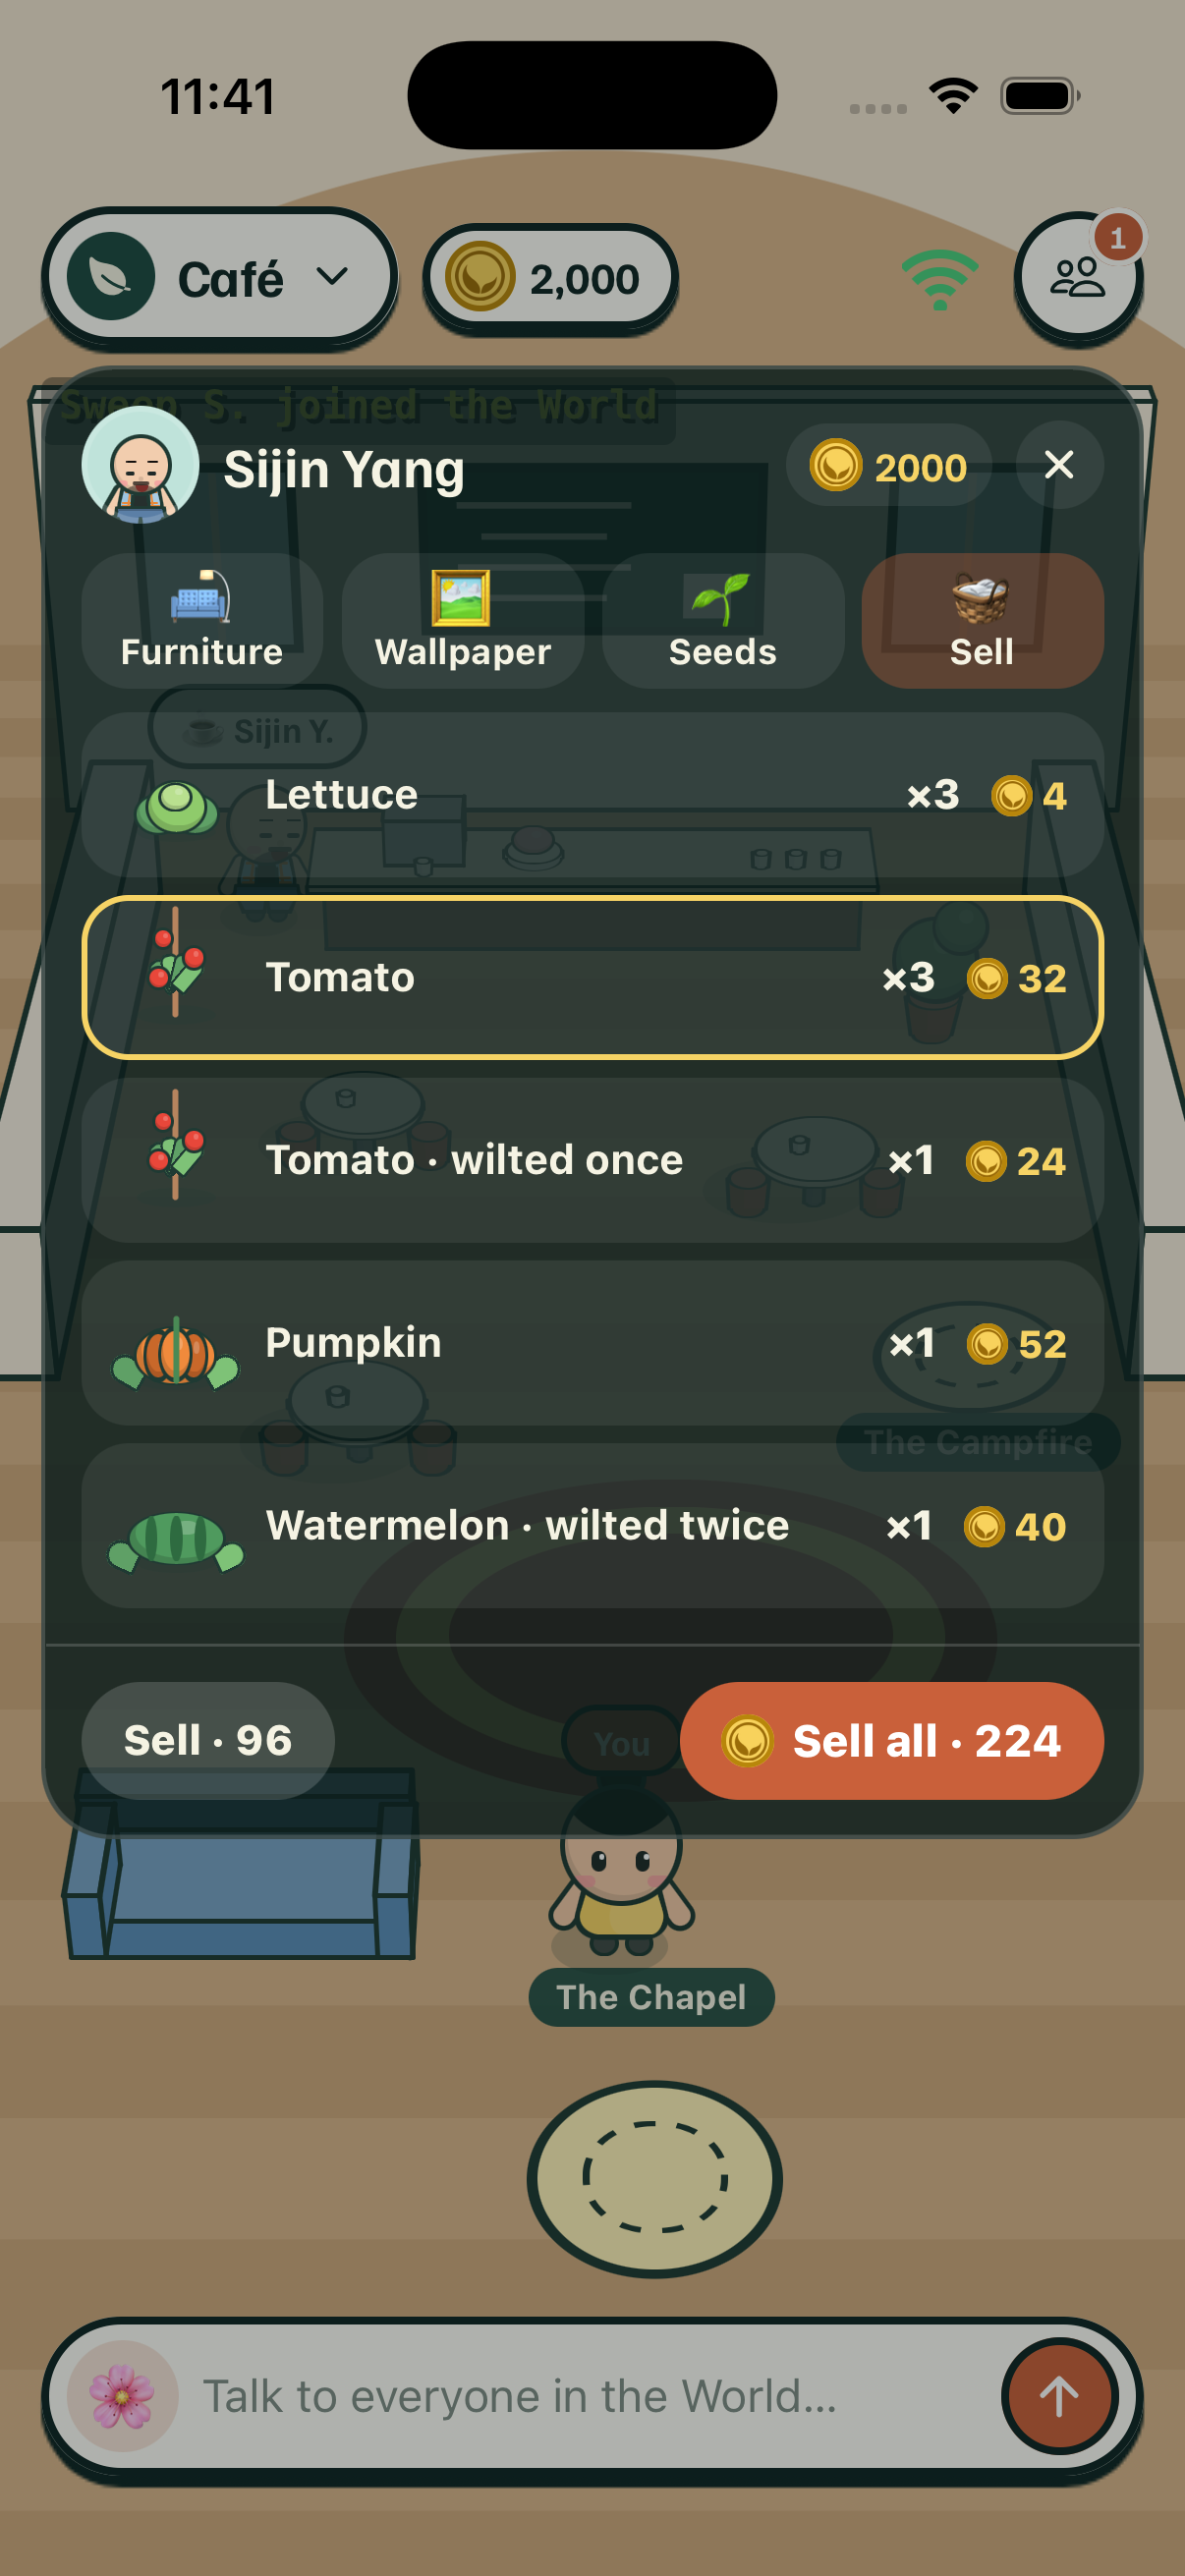 11:41
Café
2,000
1
Sweep S. joined the World
Sijin Yang
2000
Furniture
Wallpaper
Seeds
Sell
Sijin Y.
Lettuce ×3 4
Tomato ×3 32
Tomato · wilted once ×1 24
Pumpkin ×1 52
The Campfire
Watermelon · wilted twice ×1 40
Sell · 96
You
Sell all · 224
The Chapel
Talk to everyone in the World...